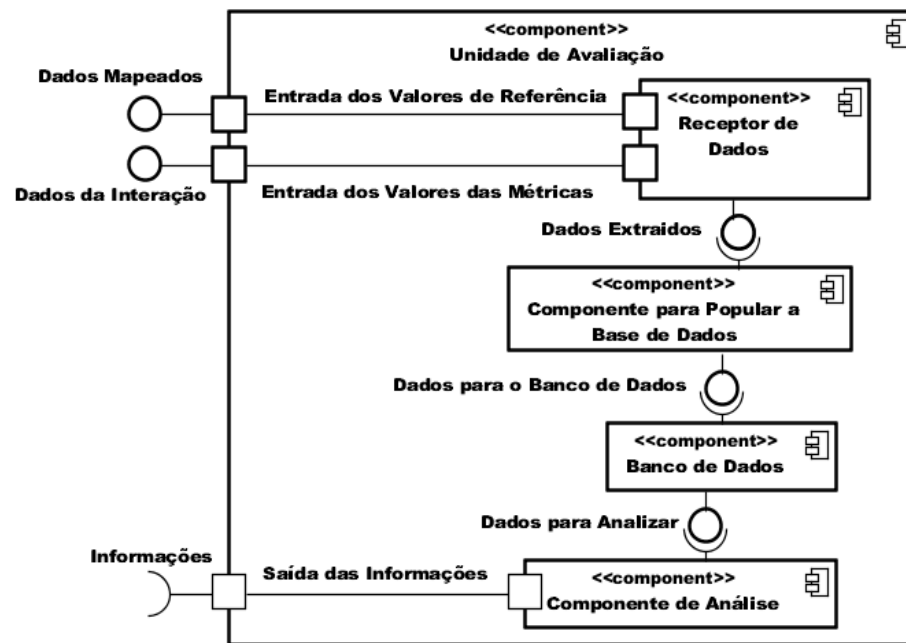 <<component>>
Unidade de Avaliação
Dados Mapeados
Entrada dos Valores de Referência
<<component>>
Receptor de
Dados
Dados da Interação
Entrada dos Valores das Métricas
Dados Extraidos
<<component>>
Componente para Popular a
Base de Dados
Dados para o Banco de Dados
<<component>>
Banco de Dados
Dados para Analizar
Informações
Saída das Informações
<<component>>
Componente de Análise